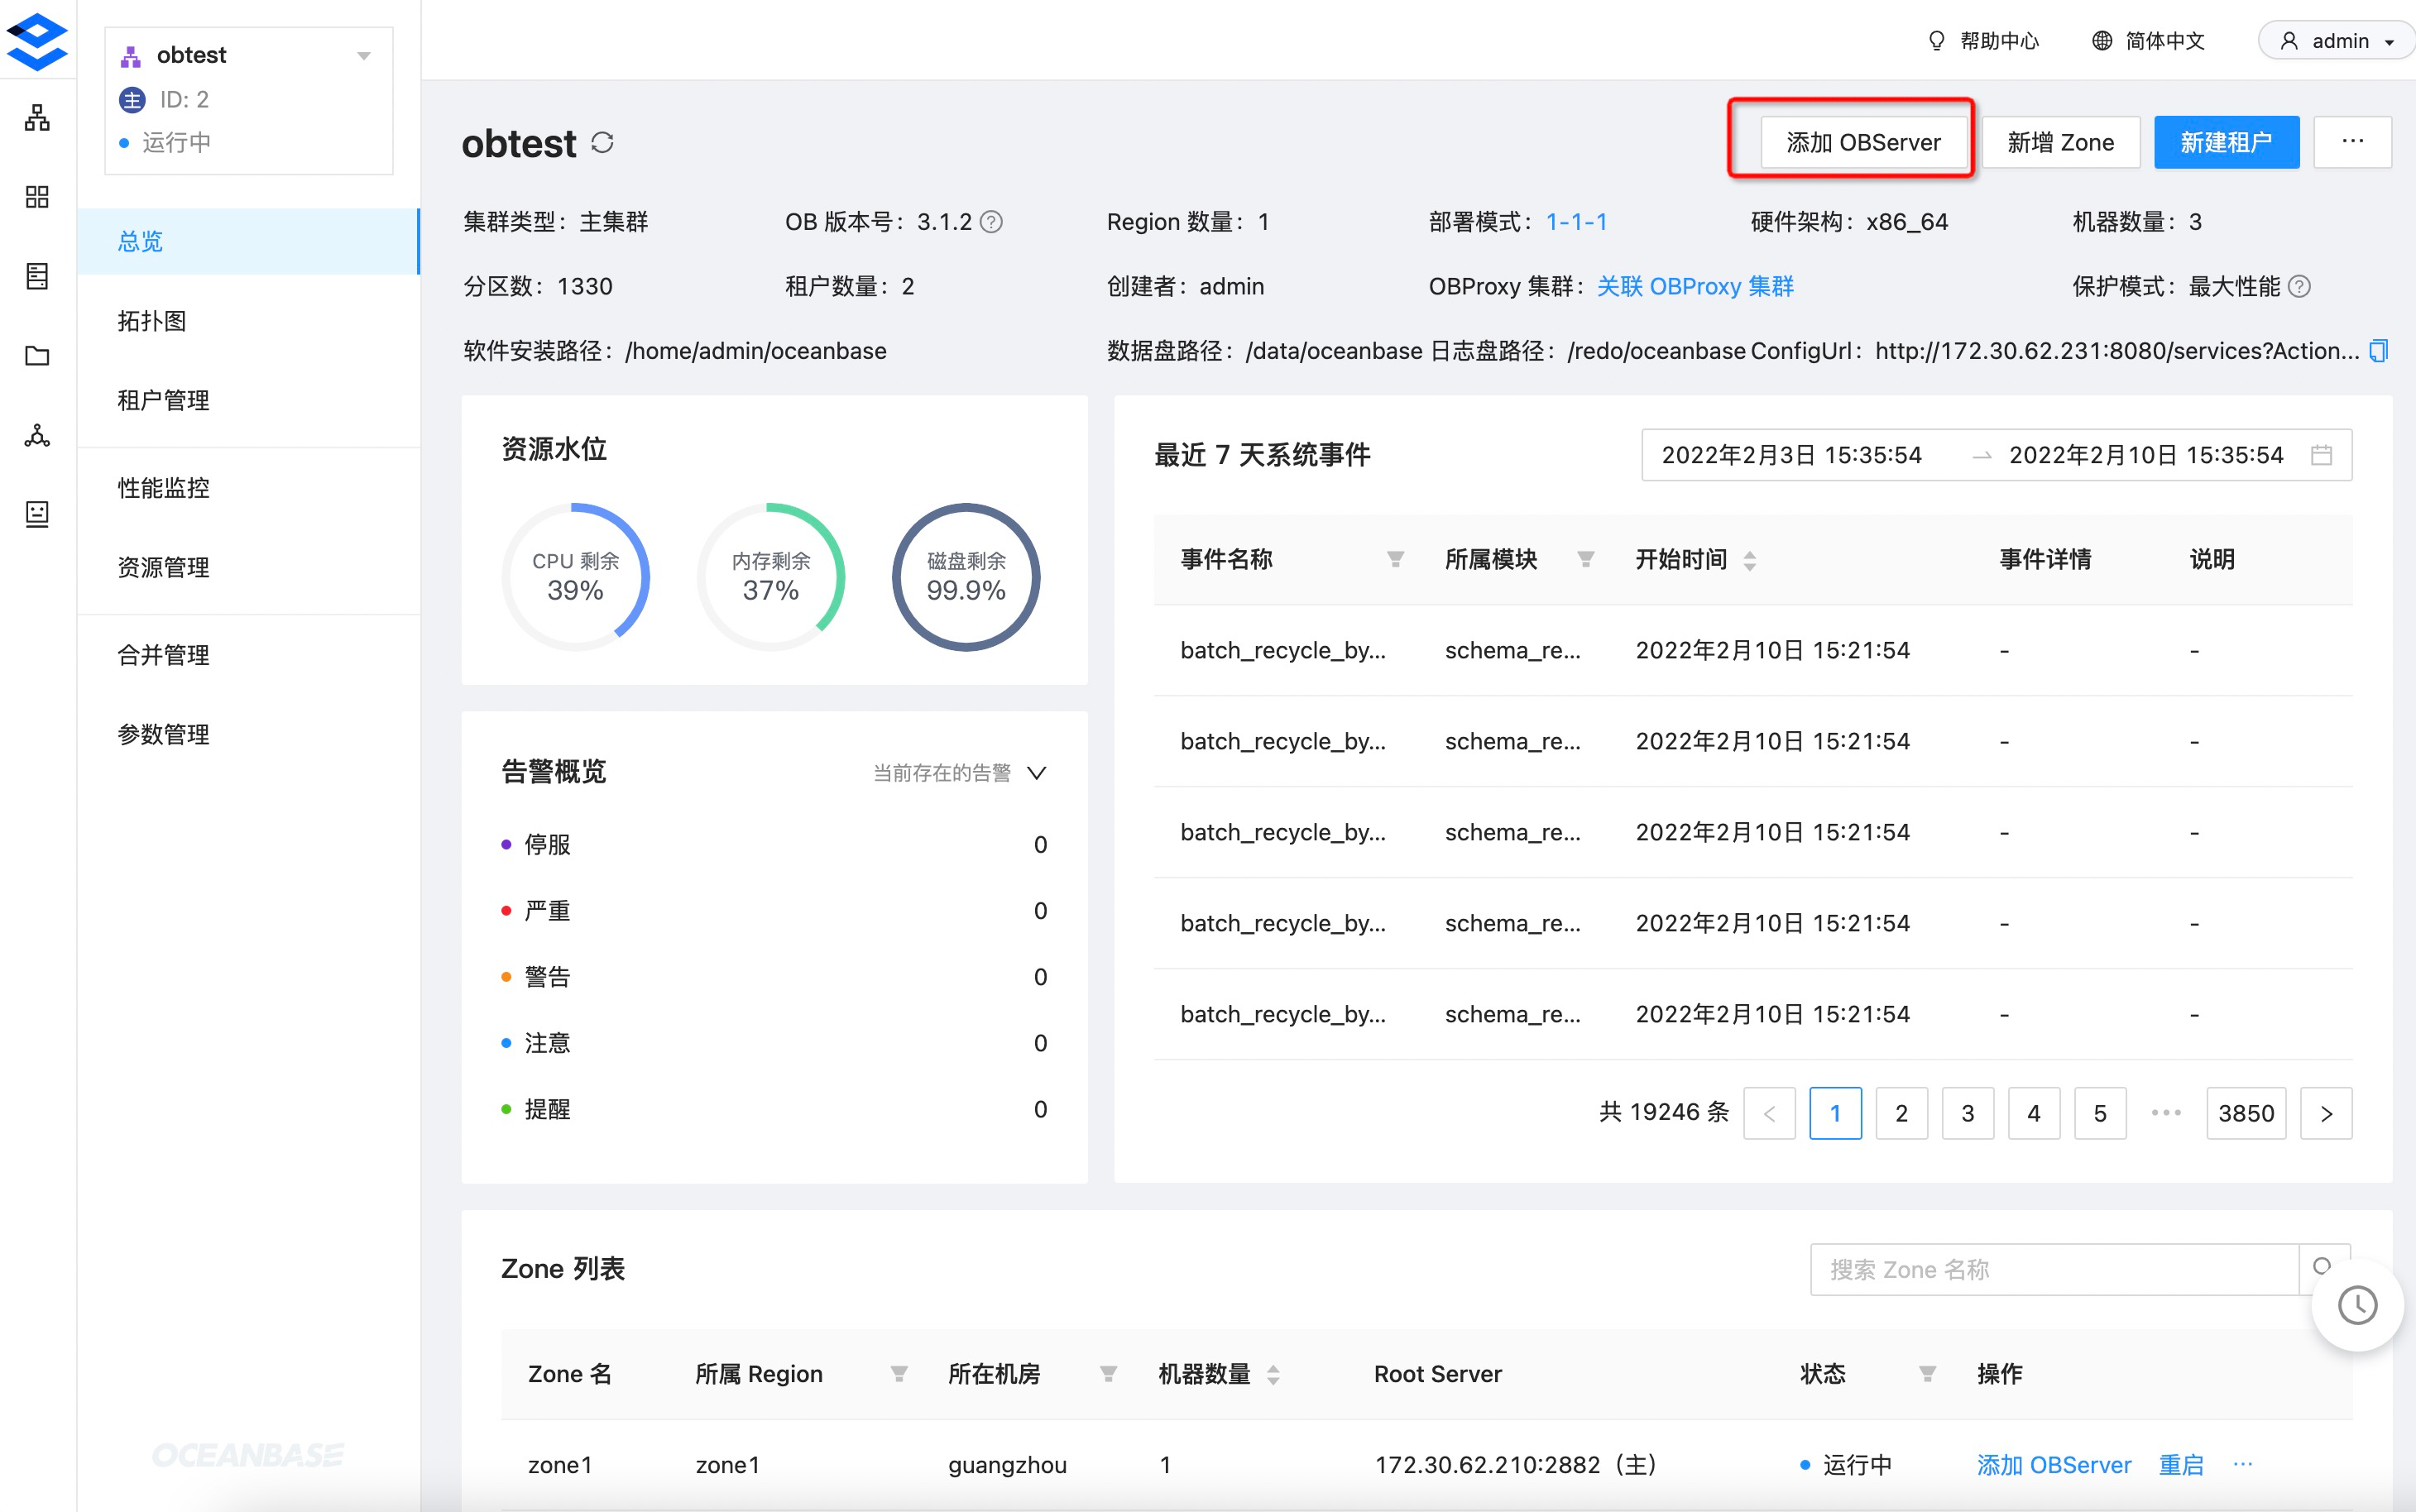 帮助中心
简体中文
admin
obtest
主 ID: 2
运行中
总览
拓扑图
租户管理
性能监控
资源管理
合并管理
参数管理
OCEANBASE
obtest
添加 OBServer
新增 Zone
新建租户
...
集群类型：主集群
OB 版本号：3.1.2
Region 数量：1
部署模式：1-1-1
硬件架构：x86_64
机器数量：3
分区数：1330
租户数量：2
创建者：admin
OBProxy 集群：关联 OBProxy 集群
保护模式：最大性能
软件安装路径：/home/admin/oceanbase
数据盘路径：/data/oceanbase
日志盘路径：/redo/oceanbase
ConfigUrl：http://172.30.62.231:8080/services?Action...
资源水位
CPU 剩余
39%
内存剩余
37%
磁盘剩余
99.9%
告警概览
当前存在的告警
停服 0
严重 0
警告 0
注意 0
提醒 0
最近 7 天系统事件
2022年2月3日 15:35:54 → 2022年2月10日 15:35:54
事件名称 所属模块 开始时间 事件详情 说明
batch_recycle_by... schema_re... 2022年2月10日 15:21:54 - -
batch_recycle_by... schema_re... 2022年2月10日 15:21:54 - -
batch_recycle_by... schema_re... 2022年2月10日 15:21:54 - -
batch_recycle_by... schema_re... 2022年2月10日 15:21:54 - -
batch_recycle_by... schema_re... 2022年2月10日 15:21:54 - -
共 19246 条 < 1 2 3 4 5 ••• 3850 >
Zone 列表
搜索 Zone 名称
Zone 名 所属 Region 所在机房 机器数量 Root Server 状态 操作
zone1 zone1 guangzhou 1 172.30.62.210:2882（主） 运行中 添加 OBServer 重启 ...